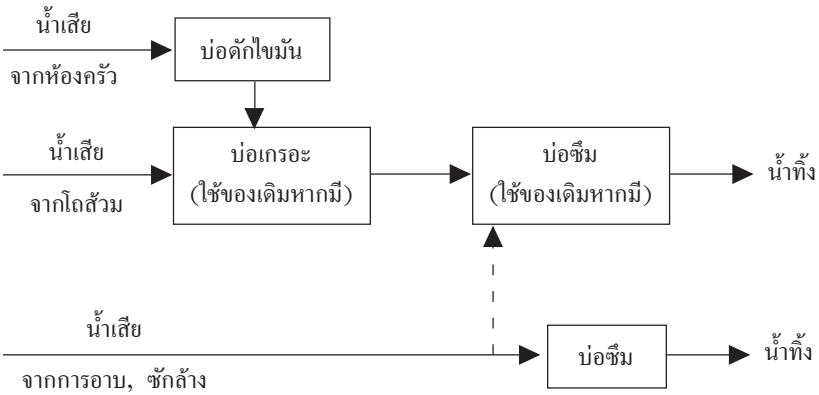 น้ำเสีย
จากห้องครัว
บ่อดักไขมัน
น้ำเสีย
จากโถส้วม
บ่อเกรอะ
(ใช้ของเดิมหากมี)
บ่อซึม
(ใช้ของเดิมหากมี)
น้ำทิ้ง
น้ำเสีย
จากการอาบ, ซักล้าง
บ่อซึม
น้ำทิ้ง